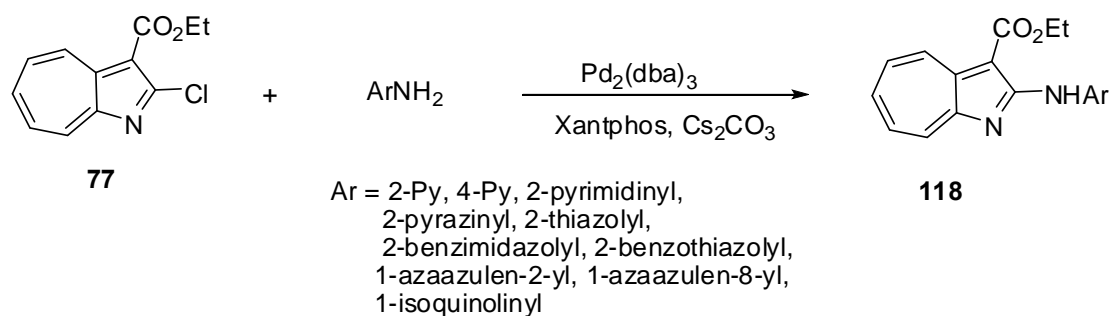 CO₂Et
Cl
N
77
+
ArNH₂
Pd₂(dba)₃
Xantphos, Cs₂CO₃
CO₂Et
NHAr
N
118
Ar = 2-Py, 4-Py, 2-pyrimidinyl,
2-pyrazinyl, 2-thiazolyl,
2-benzimidazolyl, 2-benzothiazolyl,
1-azaazulen-2-yl, 1-azaazulen-8-yl,
1-isoquinolinyl